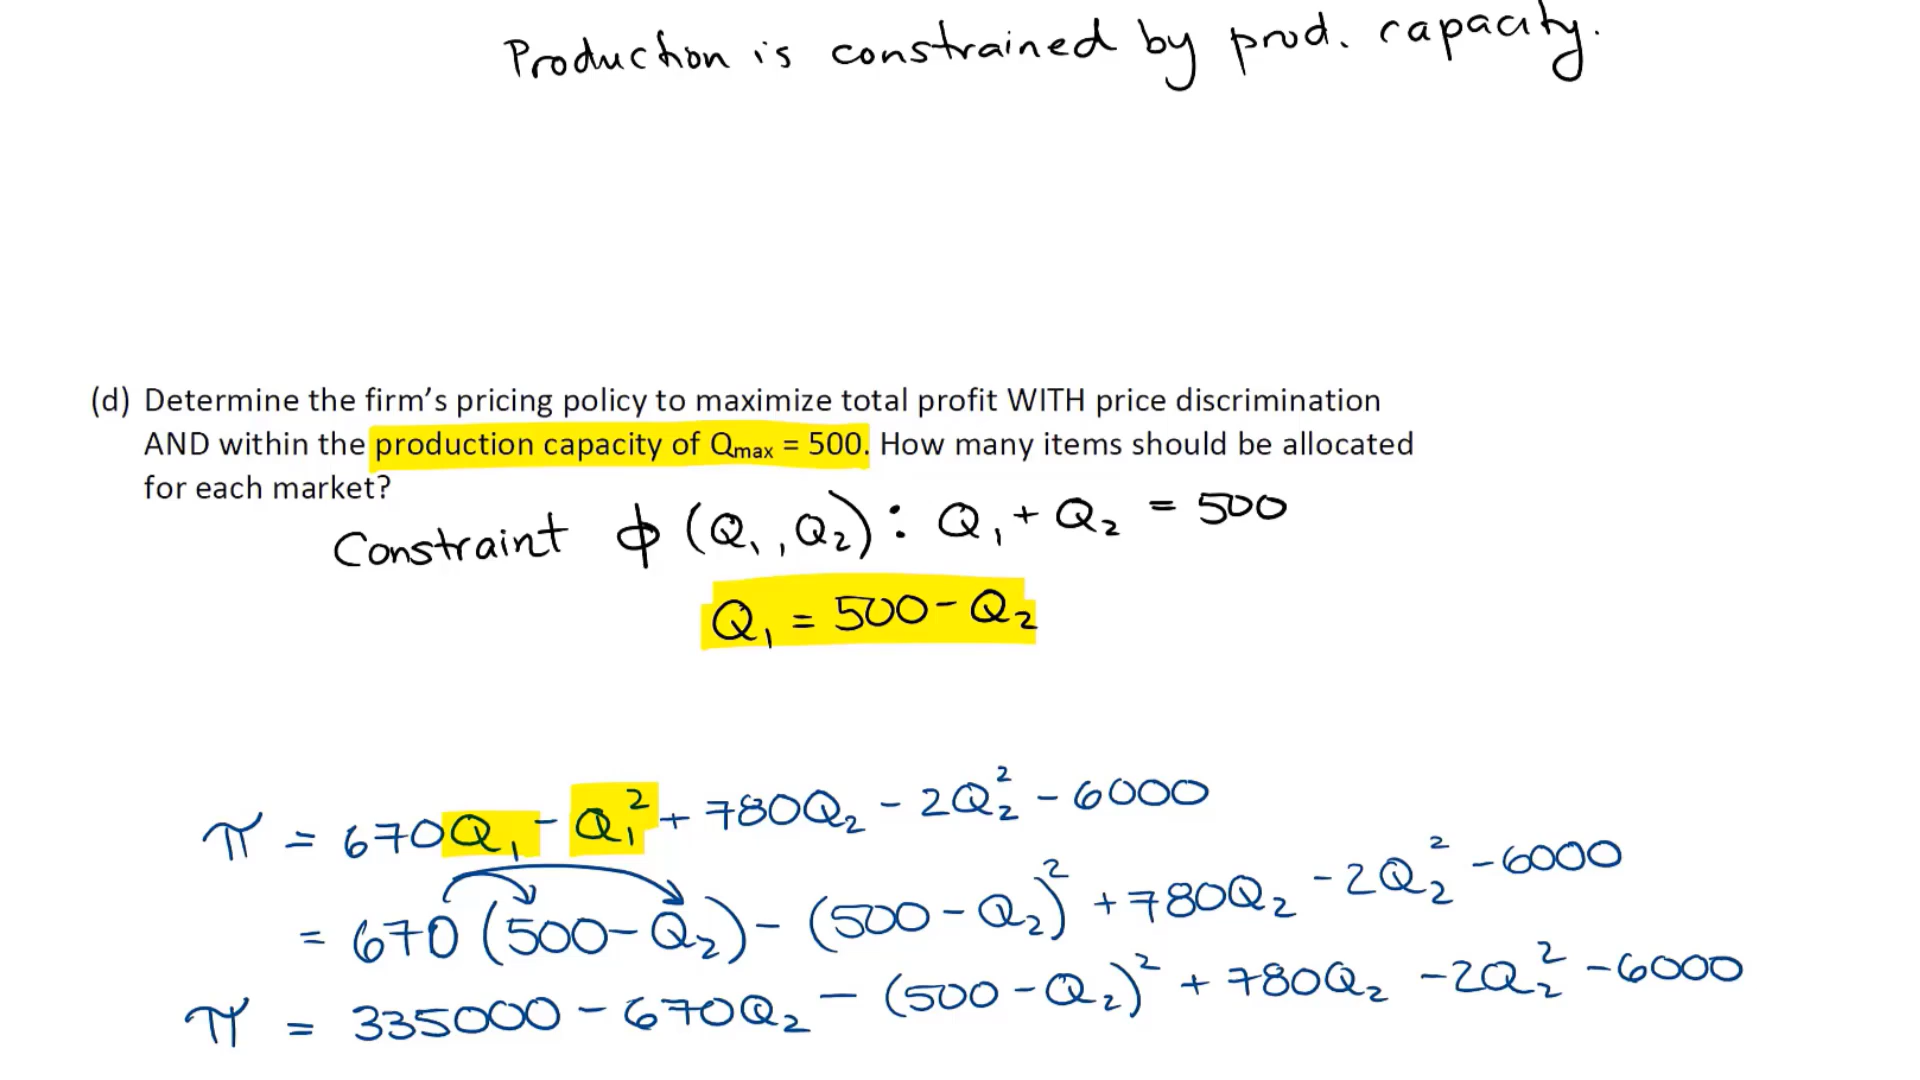 Production is constrained by prod. capacity.
(d) Determine the firm's pricing policy to maximize total profit WITH price discrimination
AND within the production capacity of Qmax = 500. How many items should be allocated
for each market?
Constraint ϕ(Q₁, Q₂): Q₁ + Q₂ = 500
Q₁ = 500 - Q₂
π = 670Q₁ - Q₁² + 780Q₂ - 2Q₂² - 6000
= 670(500 - Q₂) - (500 - Q₂)² + 780Q₂ - 2Q₂² - 6000
π = 335000 - 670Q₂ - (500 - Q₂)² + 780Q₂ - 2Q₂² - 6000